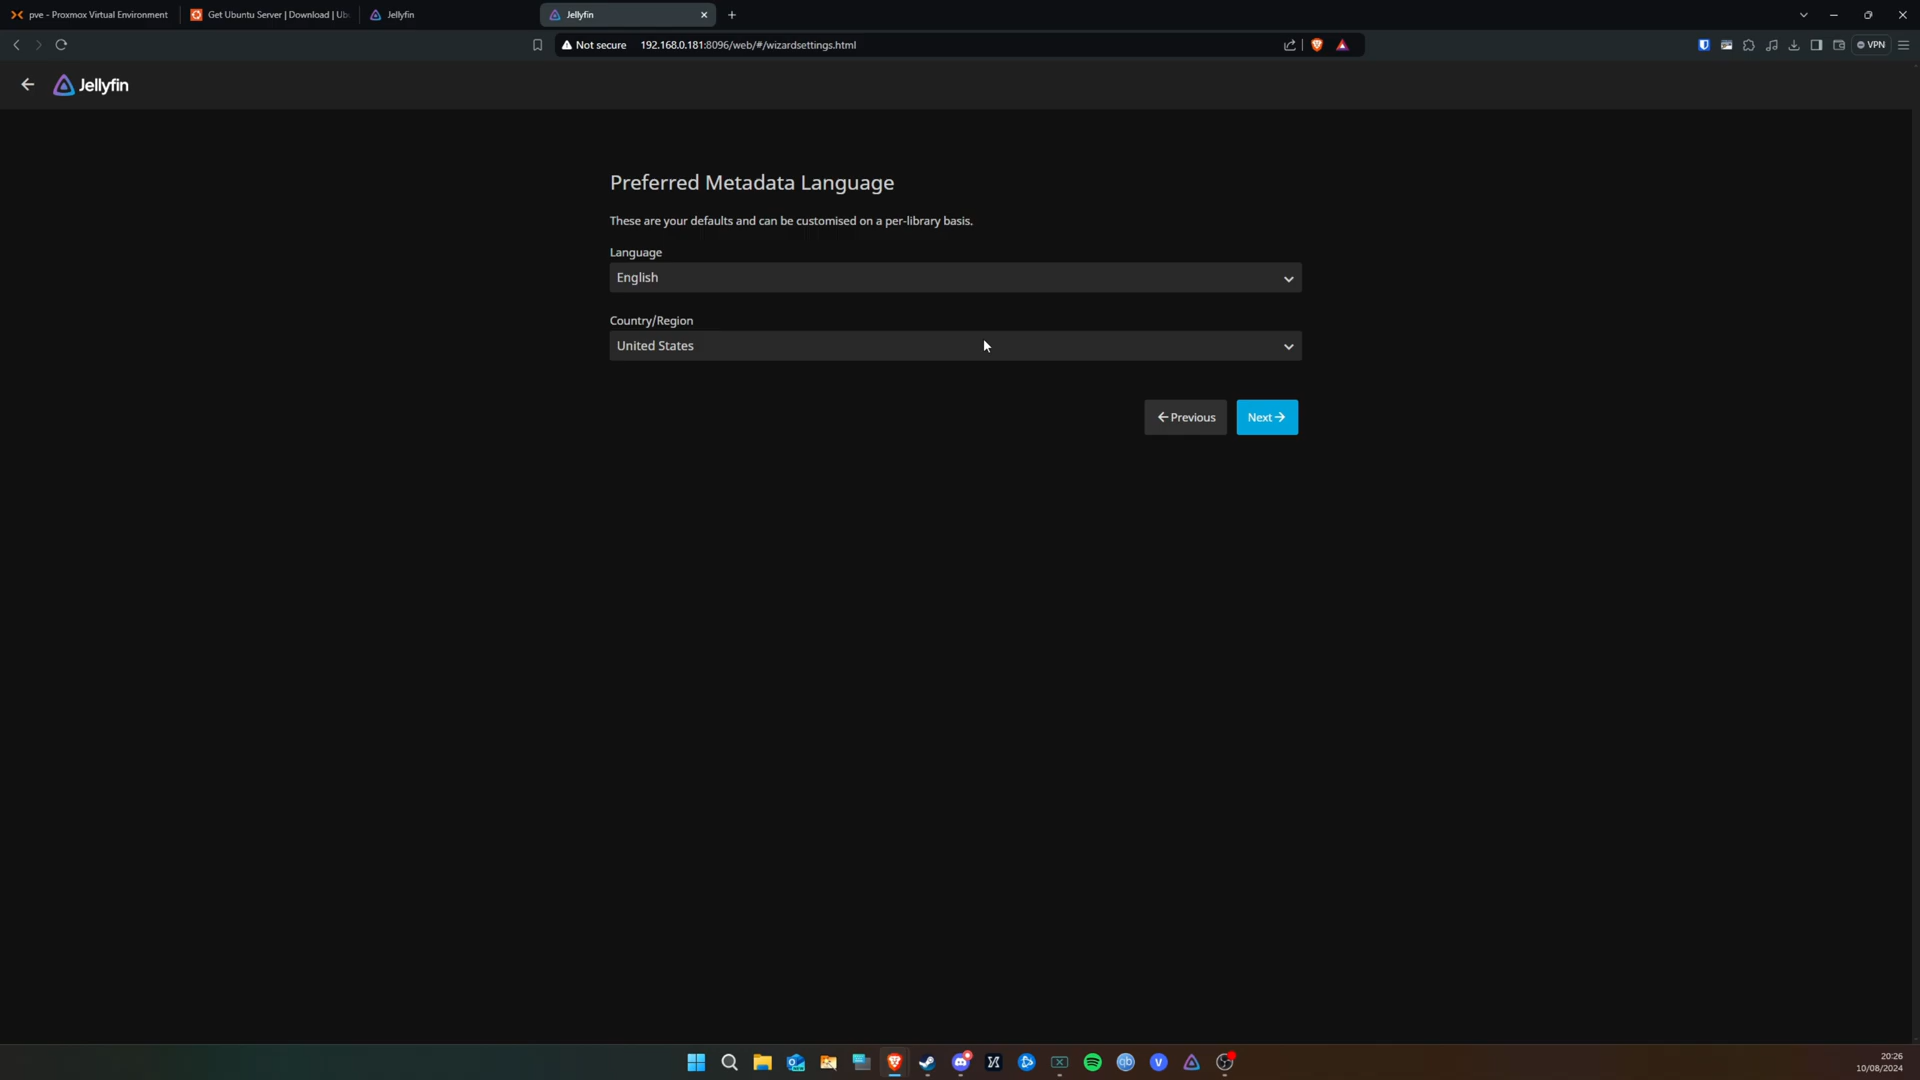 pve - Proxmox Virtual Environment
Get Ubuntu Server | Download | Ub
Jellyfin
Jellyfin
Not secure
192.168.0.181:8096/web/#/wizardsettings.html
VPN
Jellyfin
Preferred Metadata Language
These are your defaults and can be customised on a per-library basis.
Language
English
Country/Region
United States
Previous
Next
qb
V
20:26
10/08/2024